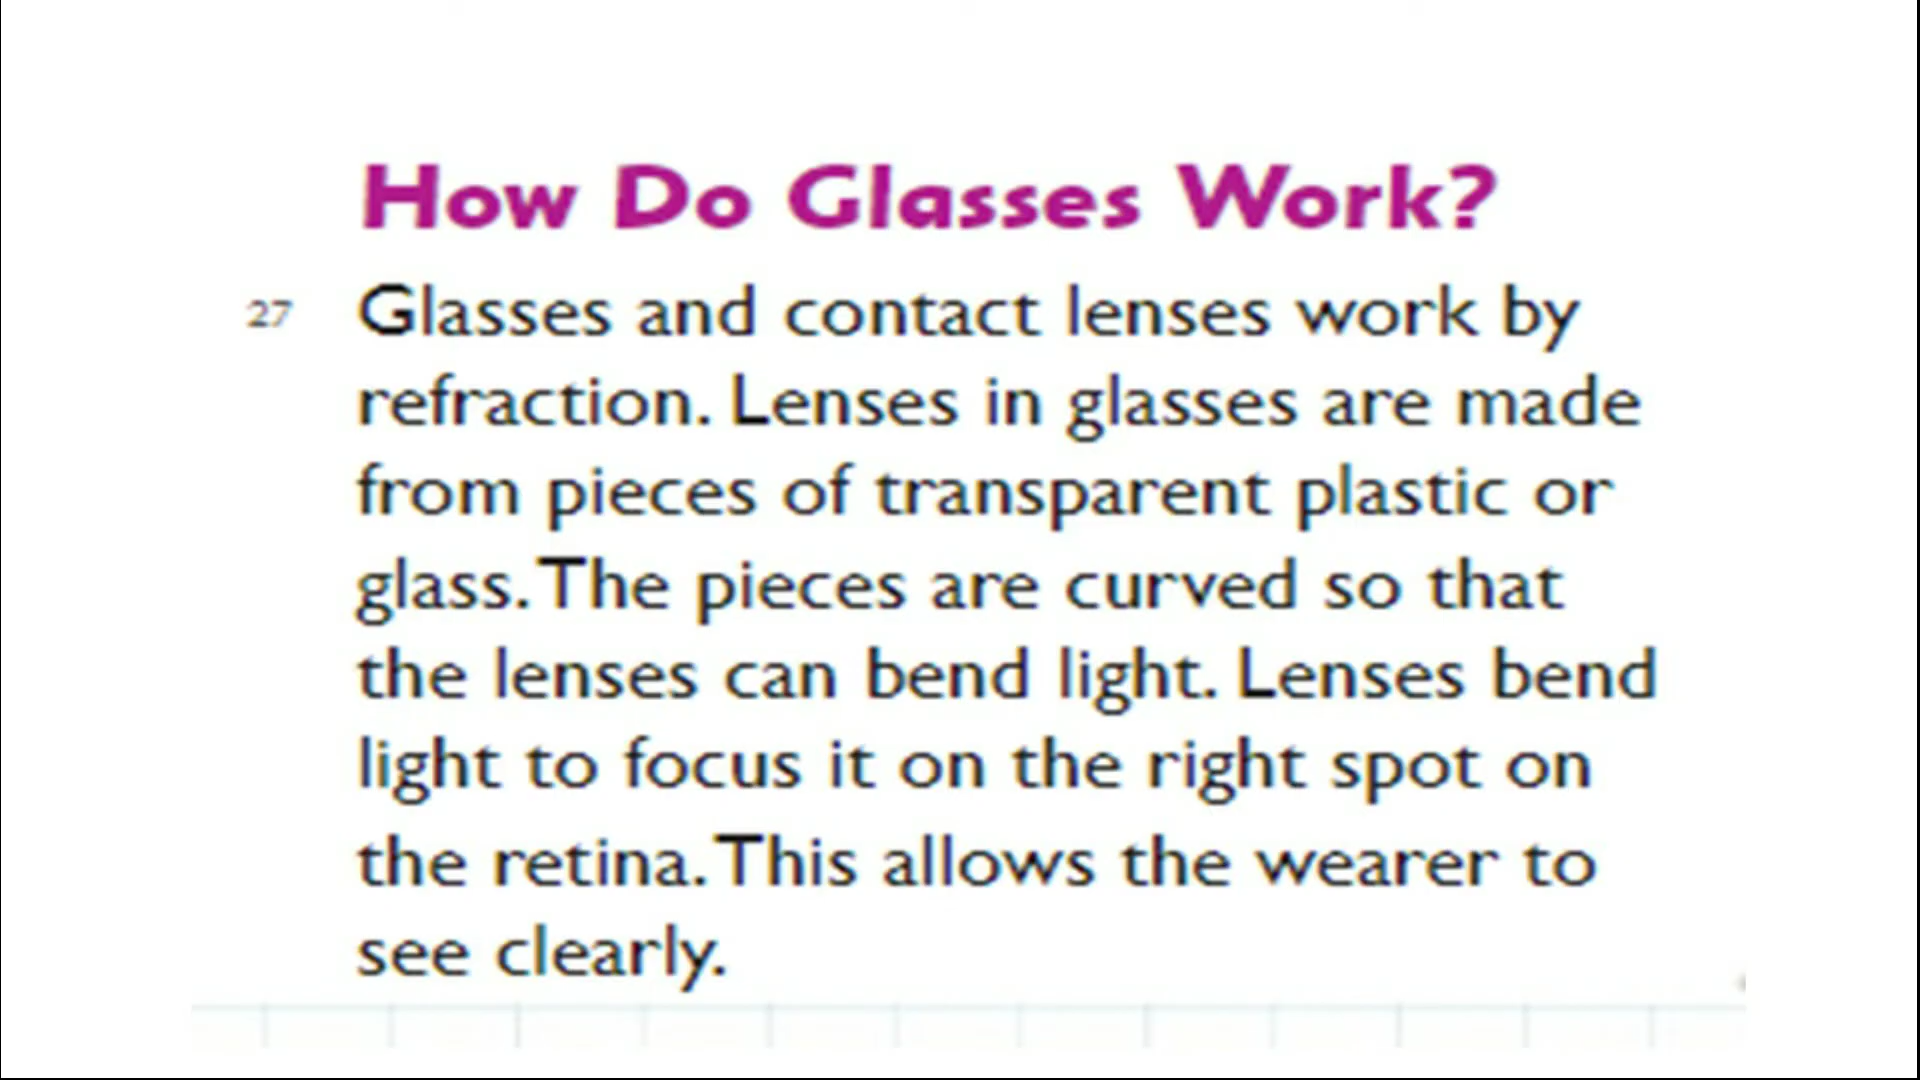 How Do Glasses Work?
27 Glasses and contact lenses work by
refraction. Lenses in glasses are made
from pieces of transparent plastic or
glass. The pieces are curved so that
the lenses can bend light. Lenses bend
light to focus it on the right spot on
the retina. This allows the wearer to
see clearly.